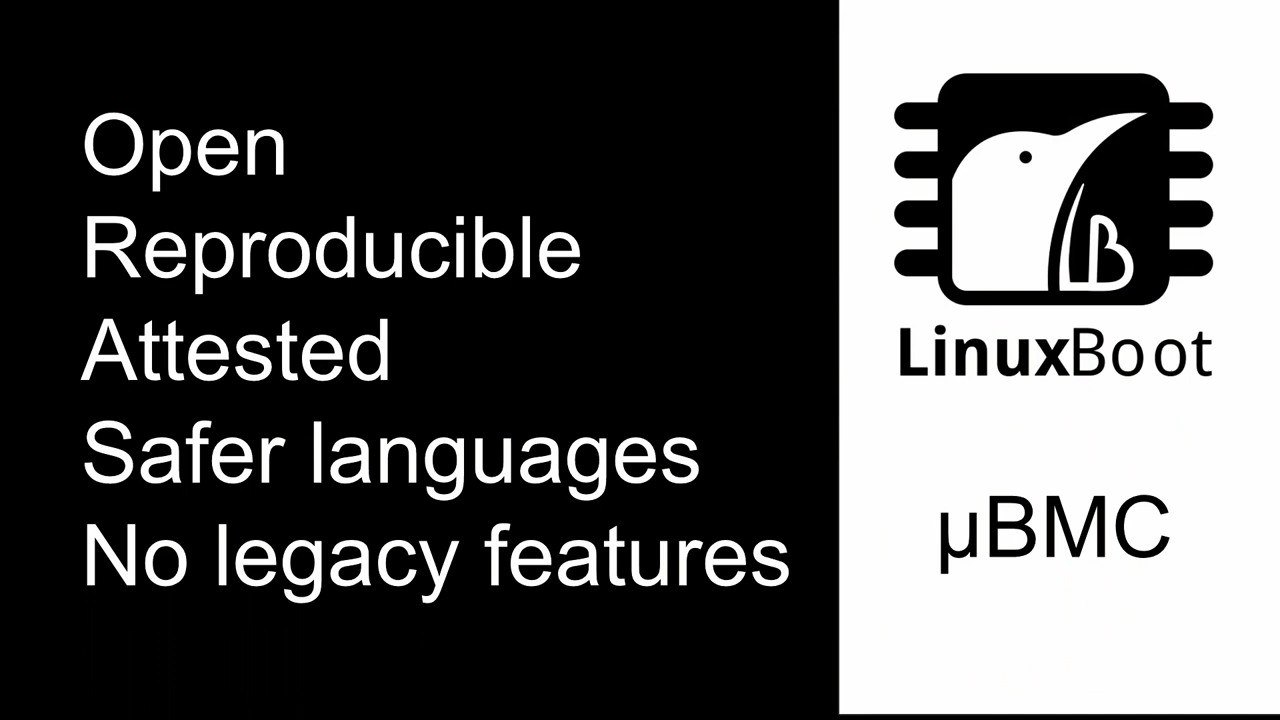 Open
Reproducible
Attested
Safer languages
No legacy features
B
LinuxBoot
µBMC